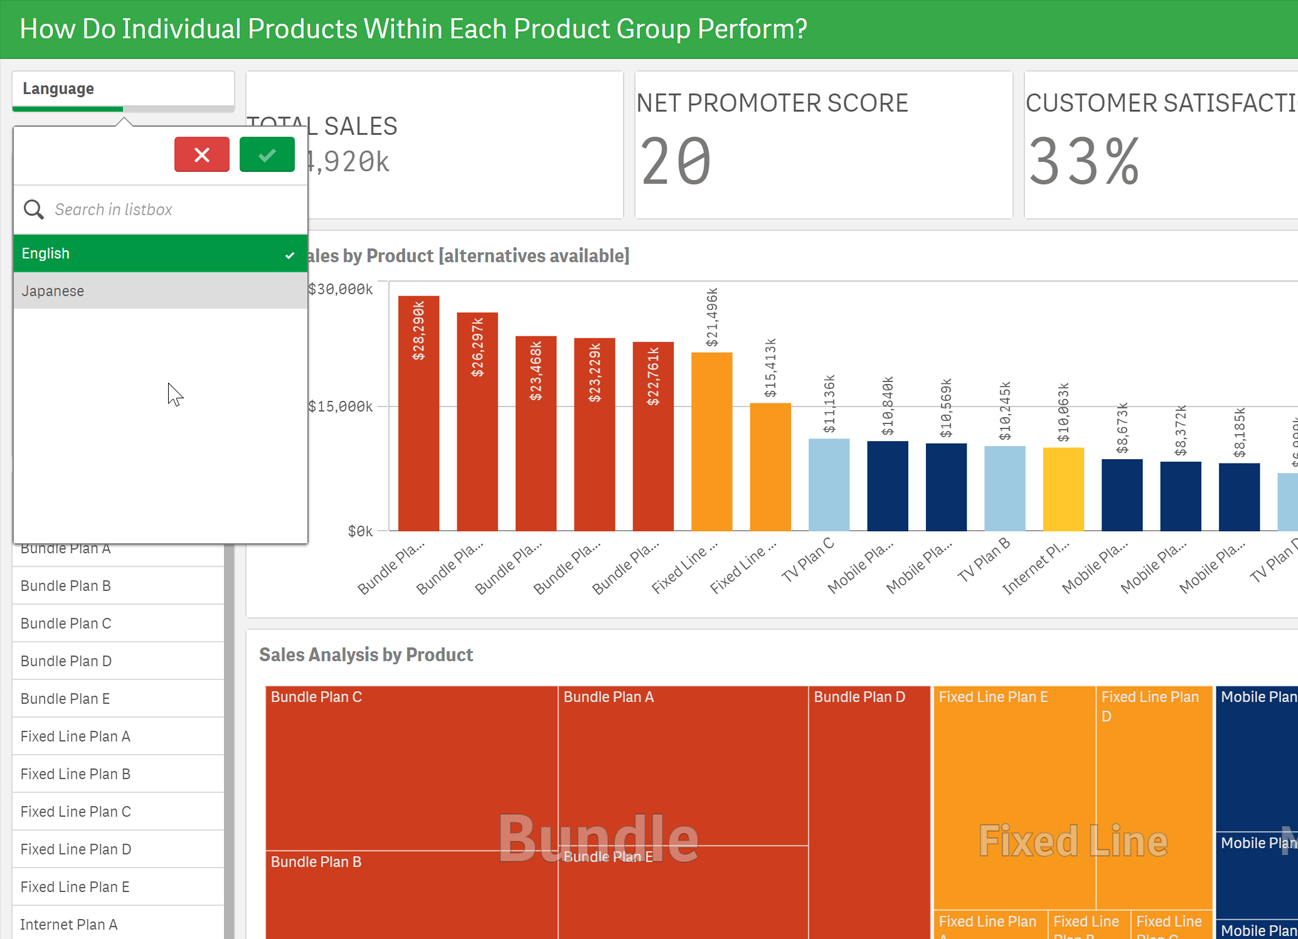 How Do Individual Products Within Each Product Group Perform?
Language
TOTAL SALES
4,920k
NET PROMOTER SCORE
20
CUSTOMER SATISFACTI
33%
Search in listbox
English
Japanese
ales by Product [alternatives available]
$30,000k
$15,000k
$0k
$28,290k
$26,297k
$23,468k
$23,229k
$22,761k
$21,496k
$15,413k
$11,136k
$10,840k
$10,569k
$10,245k
$10,063k
$8,673k
$8,372k
$8,185k
Bundle Pla...
Bundle Pla...
Bundle Pla...
Bundle Pla...
Bundle Pla...
Fixed Line ...
Fixed Line ...
TV Plan C
Mobile Pla...
Mobile Pla...
TV Plan B
Internet Pl...
Mobile Pla...
Mobile Pla...
Mobile Pla...
TV Plan D
Bundle Plan A
Bundle Plan B
Bundle Plan C
Bundle Plan D
Bundle Plan E
Fixed Line Plan A
Fixed Line Plan B
Fixed Line Plan C
Fixed Line Plan D
Fixed Line Plan E
Internet Plan A
Sales Analysis by Product
Bundle Plan C
Bundle Plan A
Bundle Plan D
Fixed Line Plan E
Fixed Line Plan
D
Mobile Plan
Bundle
Fixed Line
Mobile Plan
Bundle Plan B
Bundle Plan E
Fixed Line Plan
Fixed Line
Fixed Line
Mobile Plan